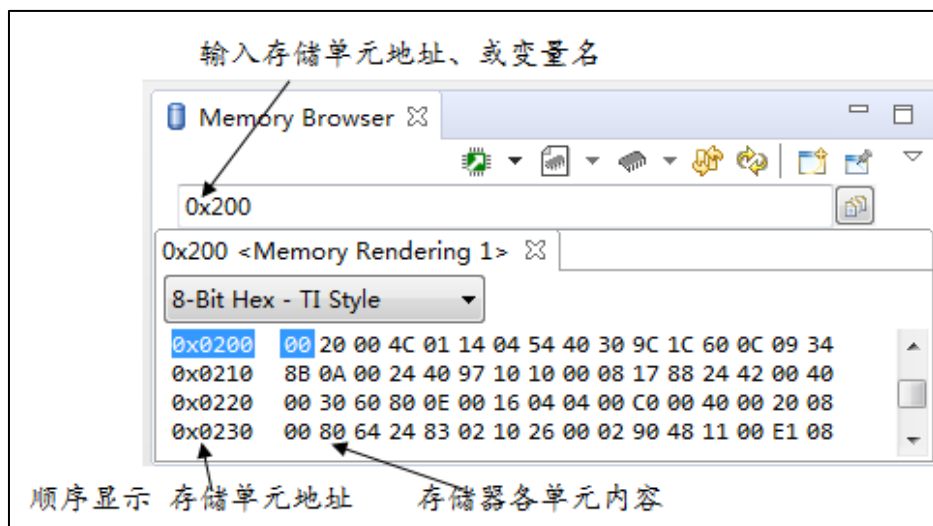 输入存储单元地址、或变量名
Memory Browser
0x200
0x200 <Memory Rendering 1>
8-Bit Hex - TI Style
0x0200 00 20 00 4C 01 14 04 54 40 30 9C 1C 60 0C 09 34
0x0210 8B 0A 00 24 40 97 10 10 00 08 17 88 24 42 00 40
0x0220 00 30 60 80 0E 00 16 04 04 00 C0 00 40 00 20 08
0x0230 00 80 64 24 83 02 10 26 00 02 90 48 11 00 E1 08
顺序显示 存储单元地址 存储器各单元内容